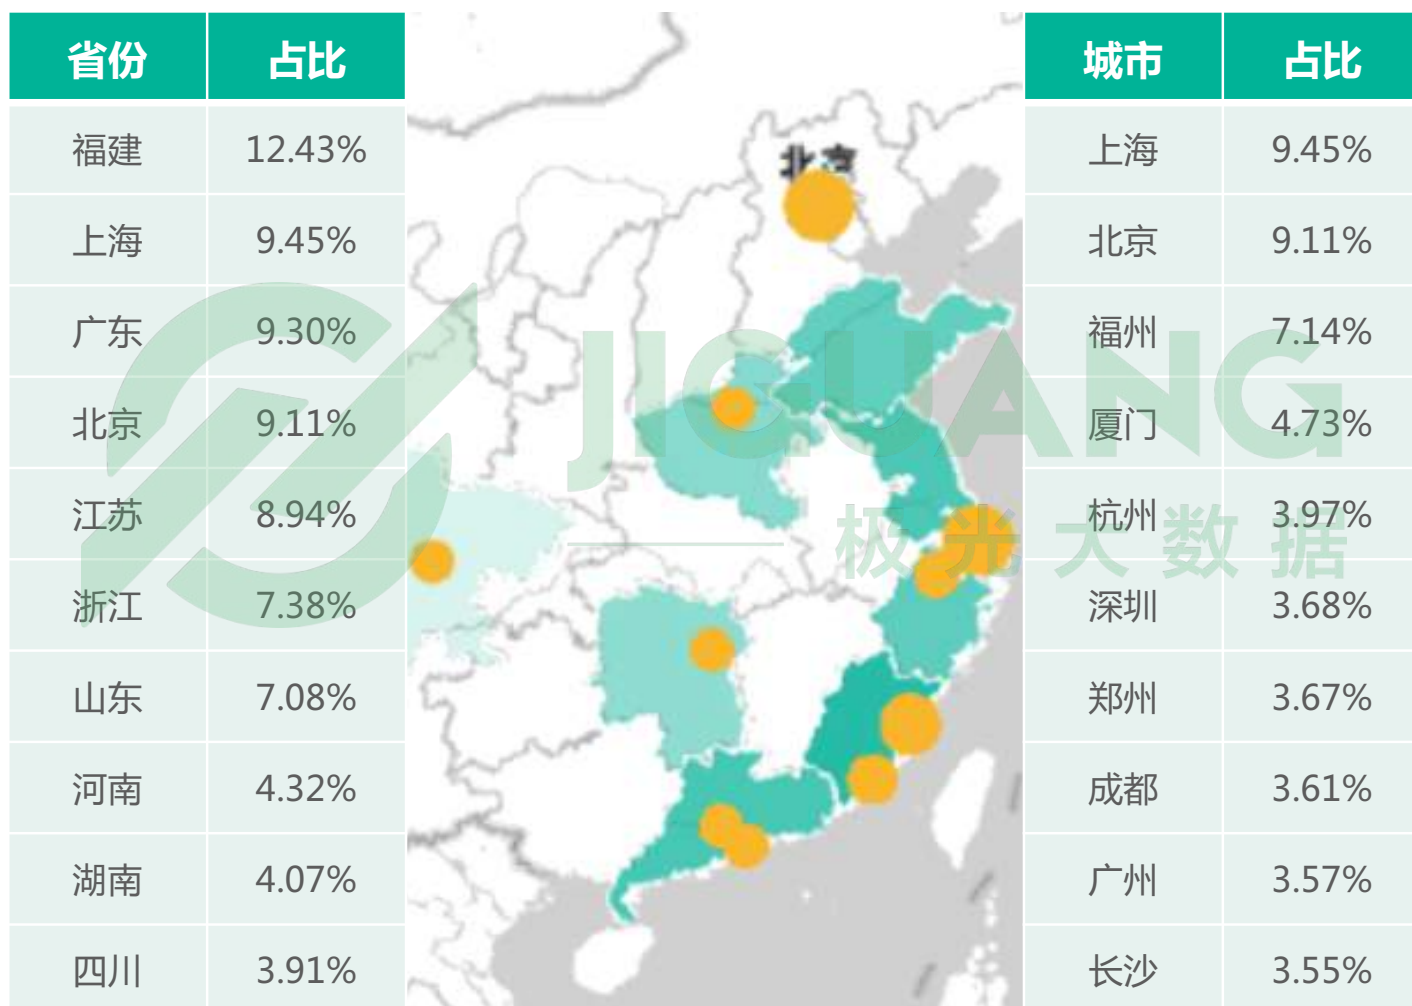 省份 占比
福建 12.43%
上海 9.45%
广东 9.30%
北京 9.11%
江苏 8.94%
浙江 7.38%
山东 7.08%
河南 4.32%
湖南 4.07%
四川 3.91%
北京
城市 占比
上海 9.45%
北京 9.11%
福州 7.14%
厦门 4.73%
杭州 3.97%
深圳 3.68%
郑州 3.67%
成都 3.61%
广州 3.57%
长沙 3.55%
JIGUANG
极光大数据